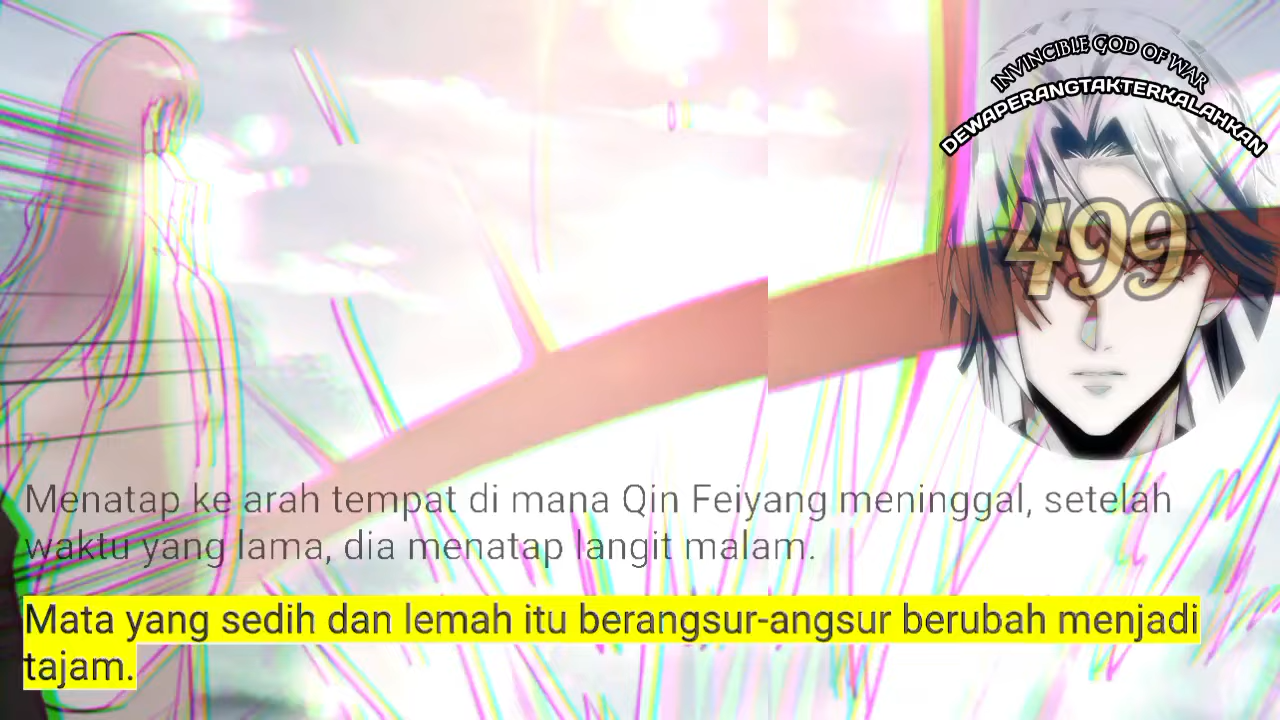 INVINCIBLE GOD OF WAR
DEWAPERANGTAKTERKALAHKAN
499
Menatap ke arah tempat di mana Qin Feiyang meninggal, setelah
waktu yang lama, dia menatap langit malam.
Mata yang sedih dan lemah itu berangsur-angsur berubah menjadi
tajam.